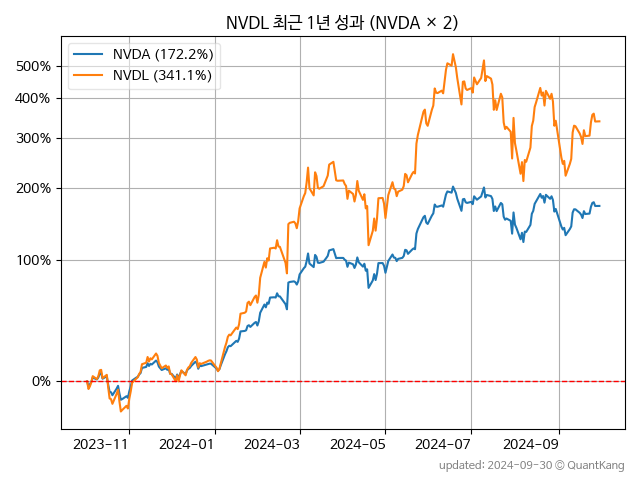 NVDL 최근 1년 성과 (NVDA × 2)
NVDA (172.2%)
NVDL (341.1%)
500%
400%
300%
200%
100%
0%
2023-11 2024-01 2024-03 2024-05 2024-07 2024-09
updated: 2024-09-30 © QuantKang